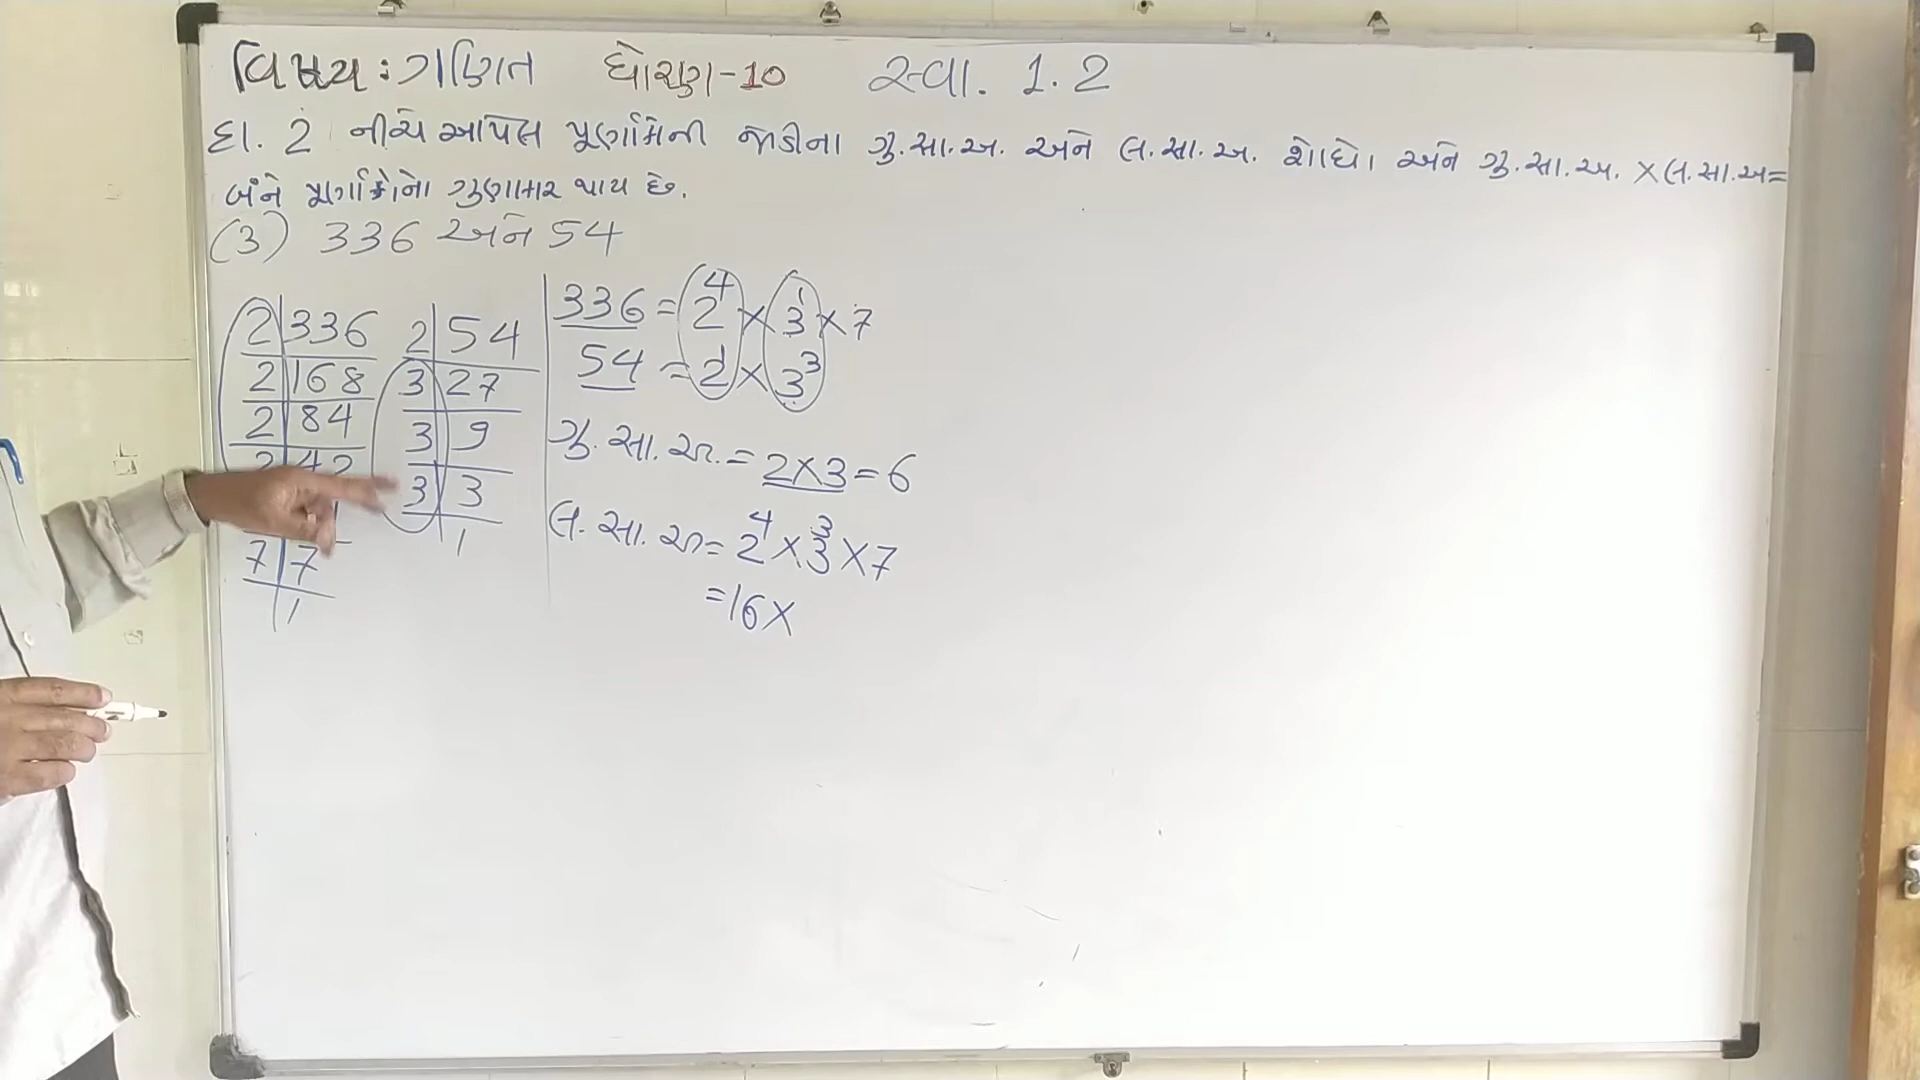 વિષય : ગણિત ધોરણ-10 સ્વા. 1.2
દા. 2 નીચે આપેલ પૂર્ણાંકોની જોડીના ગુ.સા.અ. અને લ.સા.અ. શોધો અને ગુ.સા.અ. × લ.સા.અ =
બંને પૂર્ણાંકોનો ગુણાકાર થાય છે.
(3) 336 અને 54
2 | 336
2 | 168
2 | 84
2 | 42
7 | 7
1
2 | 54
3 | 27
3 | 9
3 | 3
1
336 = 2⁴ × 3¹ × 7
54 = 2¹ × 3³
ગુ. સા. અ. = 2×3 = 6
લ. સા. અ = 2⁴ × 3³ × 7
= 16 ×